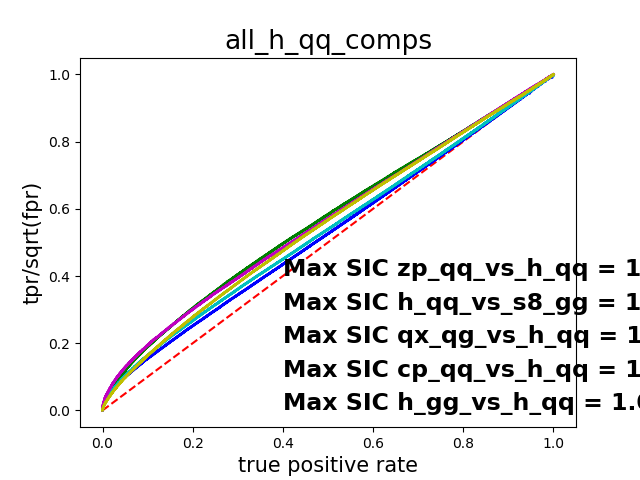 all_h_qq_comps
tpr/sqrt(fpr)
1.0
0.8
0.6
0.4
0.2
0.0
Max SIC zp_qq_vs_h_qq = 1
Max SIC h_qq_vs_s8_gg = 1
Max SIC qx_qg_vs_h_qq = 1
Max SIC cp_qq_vs_h_qq = 1
Max SIC h_gg_vs_h_qq = 1.0
0.0 0.2 0.4 0.6 0.8 1.0
true positive rate